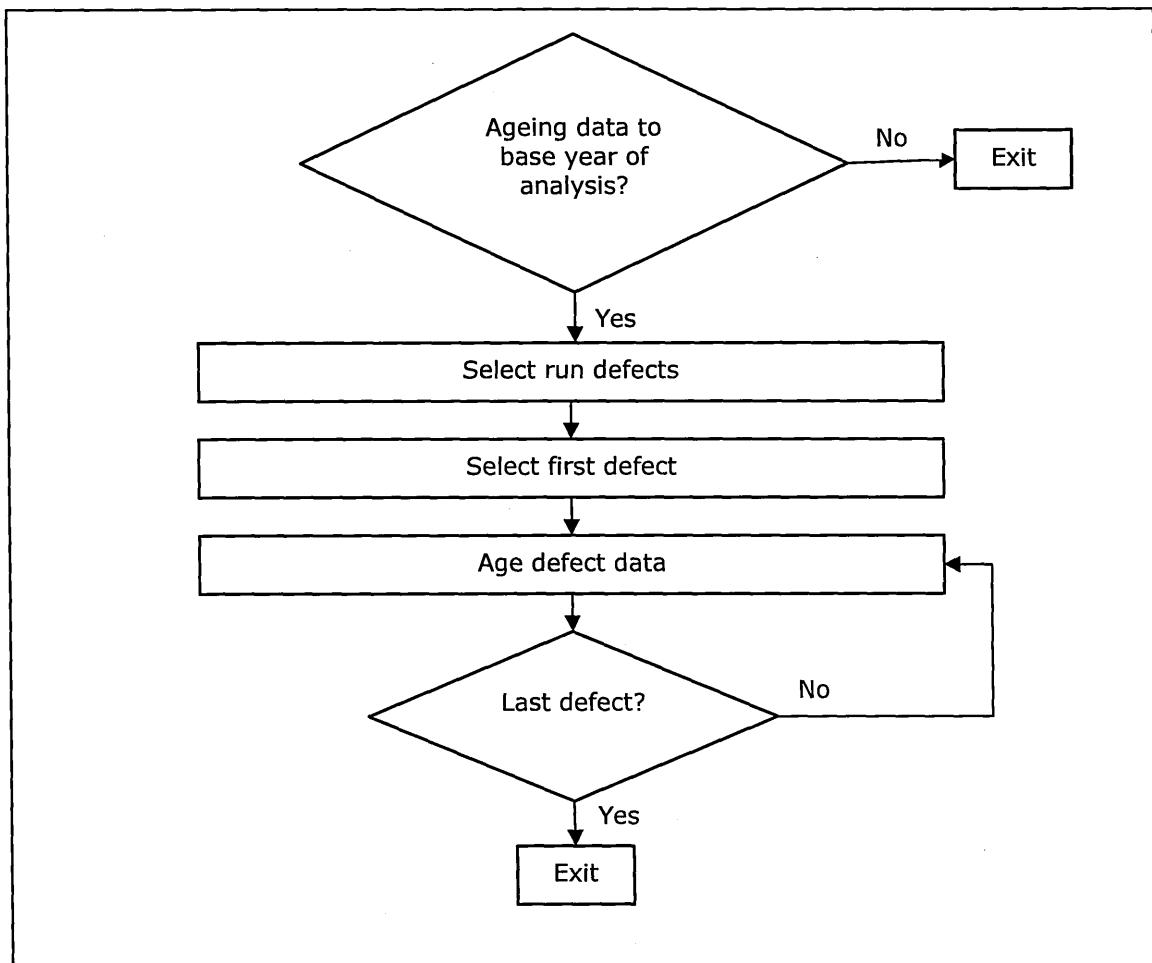 Ageing data to
base year of
analysis?
No
Exit
Yes
Select run defects
Select first defect
Age defect data
Last defect?
No
Yes
Exit